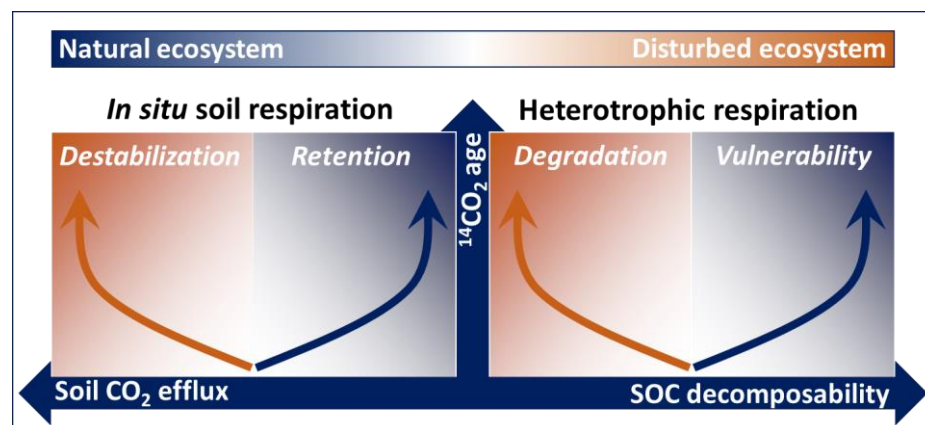 Natural ecosystem Disturbed ecosystem
In situ soil respiration Heterotrophic respiration
Destabilization Retention Degradation Vulnerability
¹⁴CO₂ age
Soil CO₂ efflux SOC decomposability